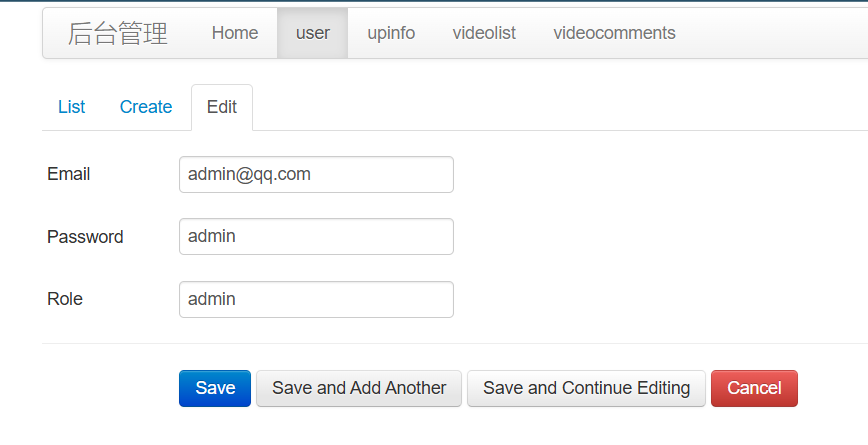 后台管理 Home user upinfo videolist videocomments
List Create Edit
Email admin@qq.com
Password admin
Role admin
Save Save and Add Another Save and Continue Editing Cancel